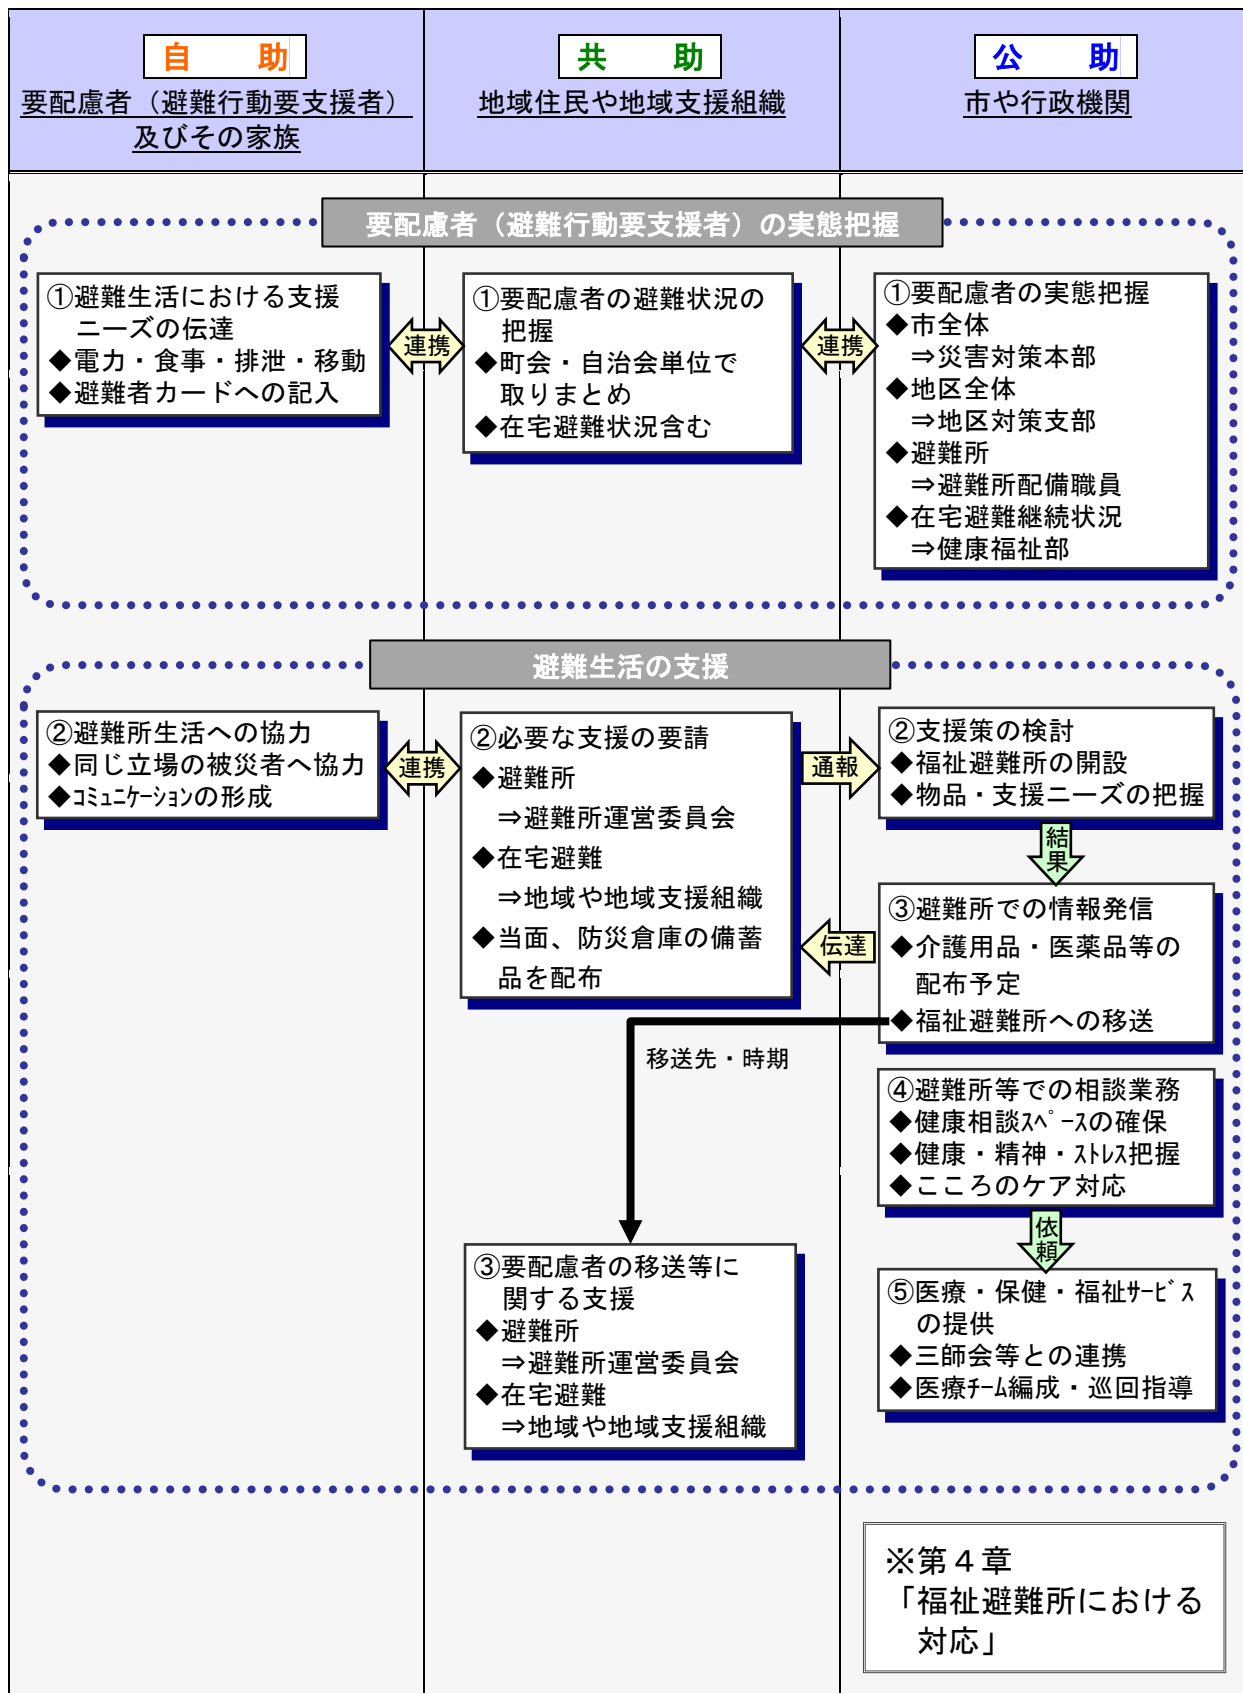 自　助
要配慮者（避難行動要支援者）
及びその家族
共　助
地域住民や地域支援組織
公　助
市や行政機関
要配慮者（避難行動要支援者）の実態把握
①避難生活における支援
ニーズの伝達
◆電力・食事・排泄・移動
◆避難者カードへの記入
連携
①要配慮者の避難状況の
把握
◆町会・自治会単位で
取りまとめ
◆在宅避難状況含む
連携
①要配慮者の実態把握
◆市全体
⇒災害対策本部
◆地区全体
⇒地区対策支部
◆避難所
⇒避難所配備職員
◆在宅避難継続状況
⇒健康福祉部
避難生活の支援
②避難所生活への協力
◆同じ立場の被災者へ協力
◆ｺﾐｭﾆｹｰｼｮﾝの形成
連携
②必要な支援の要請
◆避難所
⇒避難所運営委員会
◆在宅避難
⇒地域や地域支援組織
◆当面、防災倉庫の備蓄
品を配布
通報
②支援策の検討
◆福祉避難所の開設
◆物品・支援ニーズの把握
結
果
③避難所での情報発信
◆介護用品・医薬品等の
配布予定
◆福祉避難所への移送
伝達
移送先・時期
④避難所等での相談業務
◆健康相談ｽﾍﾟｰｽの確保
◆健康・精神・ｽﾄﾚｽ把握
◆こころのケア対応
依
頼
③要配慮者の移送等に
関する支援
◆避難所
⇒避難所運営委員会
◆在宅避難
⇒地域や地域支援組織
⑤医療・保健・福祉ｻｰﾋﾞｽ
の提供
◆三師会等との連携
◆医療ﾁｰﾑ編成・巡回指導
※第４章
「福祉避難所における
対応」